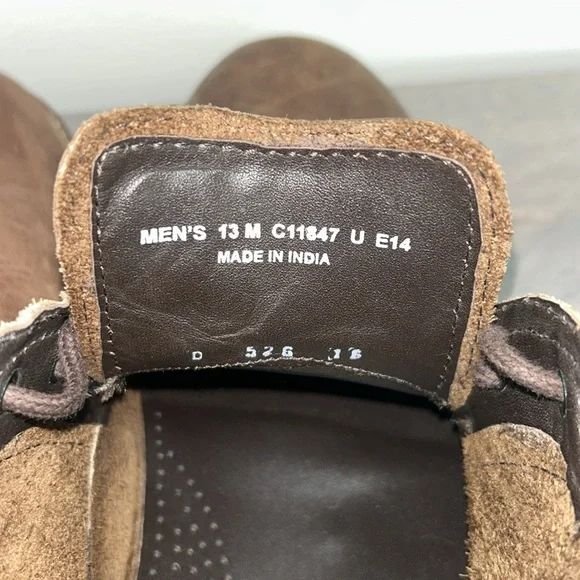 MEN'S 13 M C11847 U E14
MADE IN INDIA
D 526